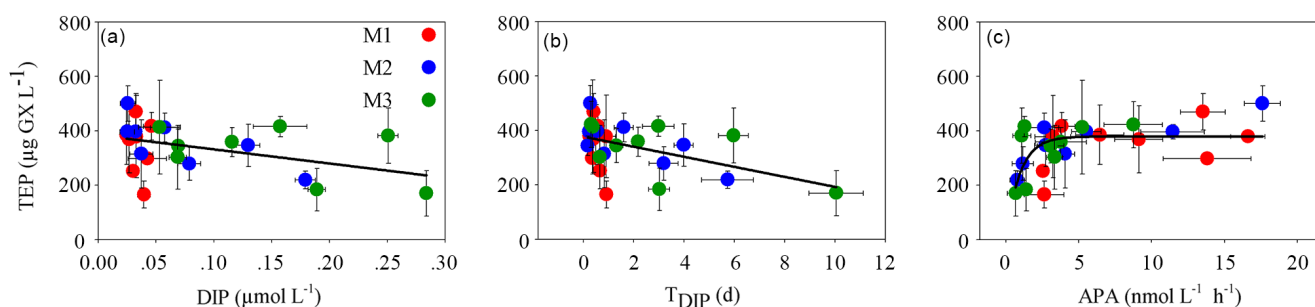 (a)
M1
M2
M3
TEP (µg GX L-1)
800
600
400
200
0
0.00 .05 .10 .15 .20 .25 .30
DIP (µmol L-1)
(b)
800
600
400
200
0
0 2 4 6 8 10 12
TDIP (d)
(c)
800
600
400
200
0
0 5 10 15 20
APA (nmol L-1 h-1)